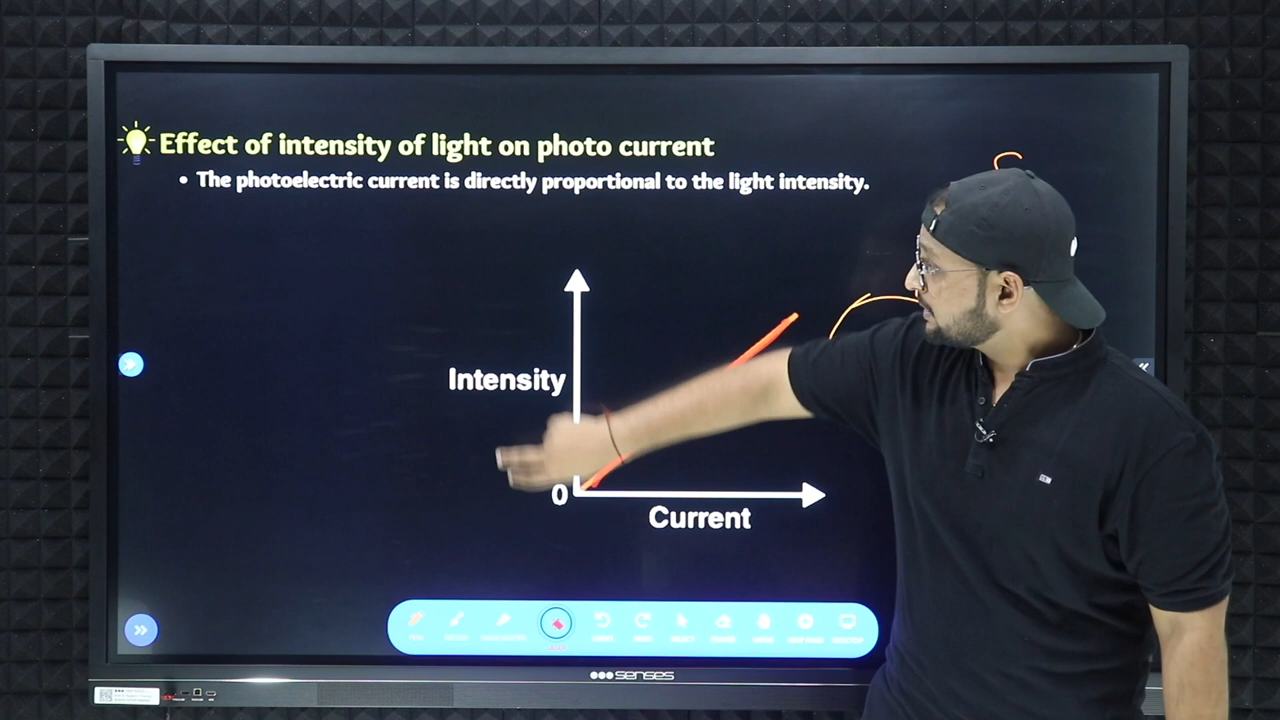 Effect of intensity of light on photo current
• The photoelectric current is directly proportional to the light intensity.
Intensity
0
Current
senses